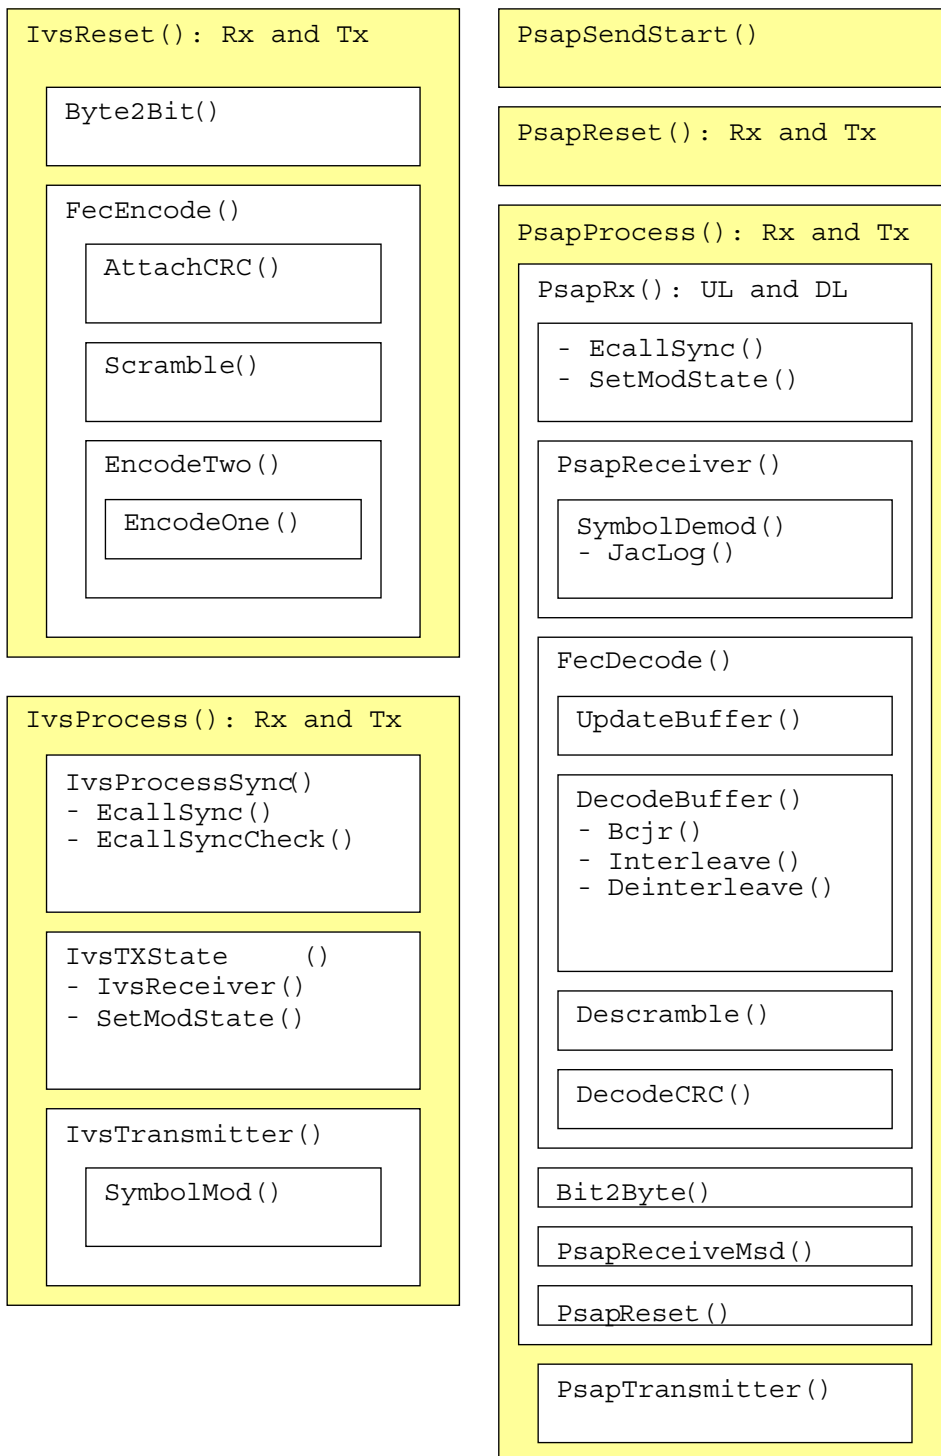 IvsReset(): Rx and Tx
Byte2Bit()
FecEncode()
AttachCRC()
Scramble()
EncodeTwo()
EncodeOne()
IvsProcess(): Rx and Tx
IvsProcessSync()
- EcallSync()
- EcallSyncCheck()
IvsTXState ()
- IvsReceiver()
- SetModState()
IvsTransmitter()
SymbolMod()
PsapSendStart()
PsapReset(): Rx and Tx
PsapProcess(): Rx and Tx
PsapRx(): UL and DL
- EcallSync()
- SetModState()
PsapReceiver()
SymbolDemod()
- JacLog()
FecDecode()
UpdateBuffer()
DecodeBuffer()
- Bcjr()
- Interleave()
- Deinterleave()
Descramble()
DecodeCRC()
Bit2Byte()
PsapReceiveMsd()
PsapReset()
PsapTransmitter()